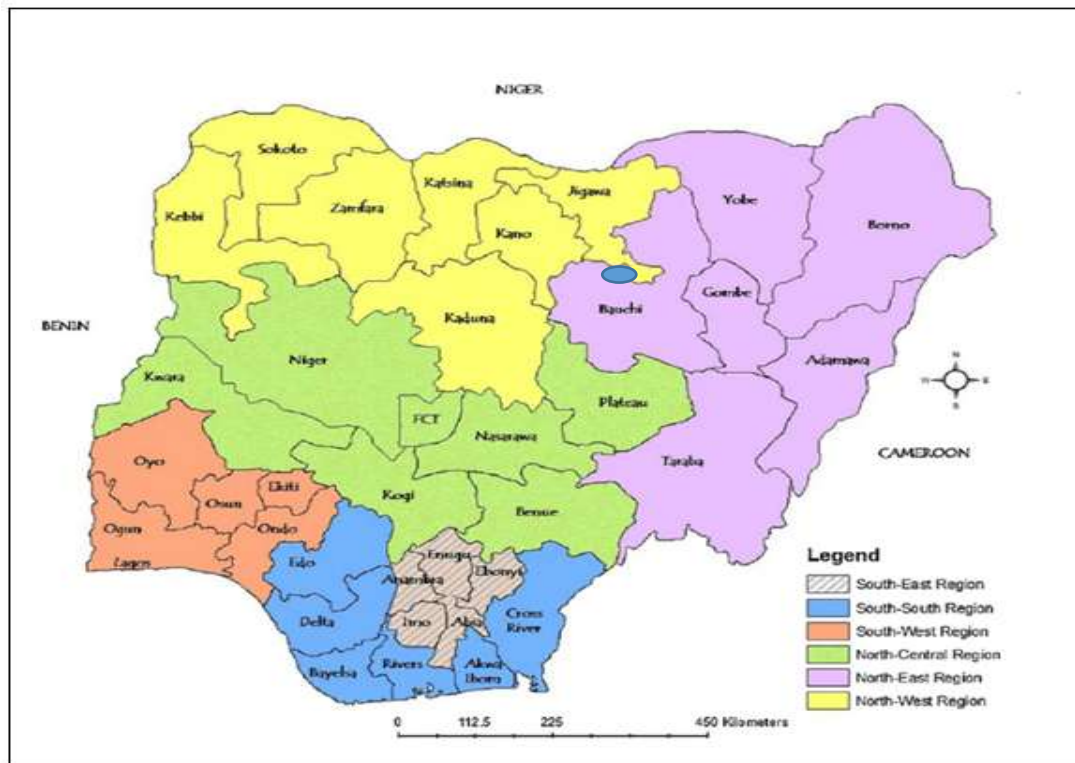 NIGER
Sokoto
Katsina
Jigawa
Yobe
Kebbi
Zamfara
Kano
Borno
Bauchi
Gombe
Kaduna
BENIN
Niger
Adamawa
Kwara
Plateau
FCT
Nasarawa
N
W E
S
Oyo
Taraba
CAMEROON
Ekiti
Kogi
Osun
Benue
Ogun
Ondo
Lagos
Edo
Enugu
Anambra
Ebonyi
Delta
Imo
Abia
Cross
River
Bayelsa
Rivers
Akwa
Ibom
Legend
South-East Region
South-South Region
South-West Region
North-Central Region
North-East Region
North-West Region
0 112.5 225 450 Kilometers